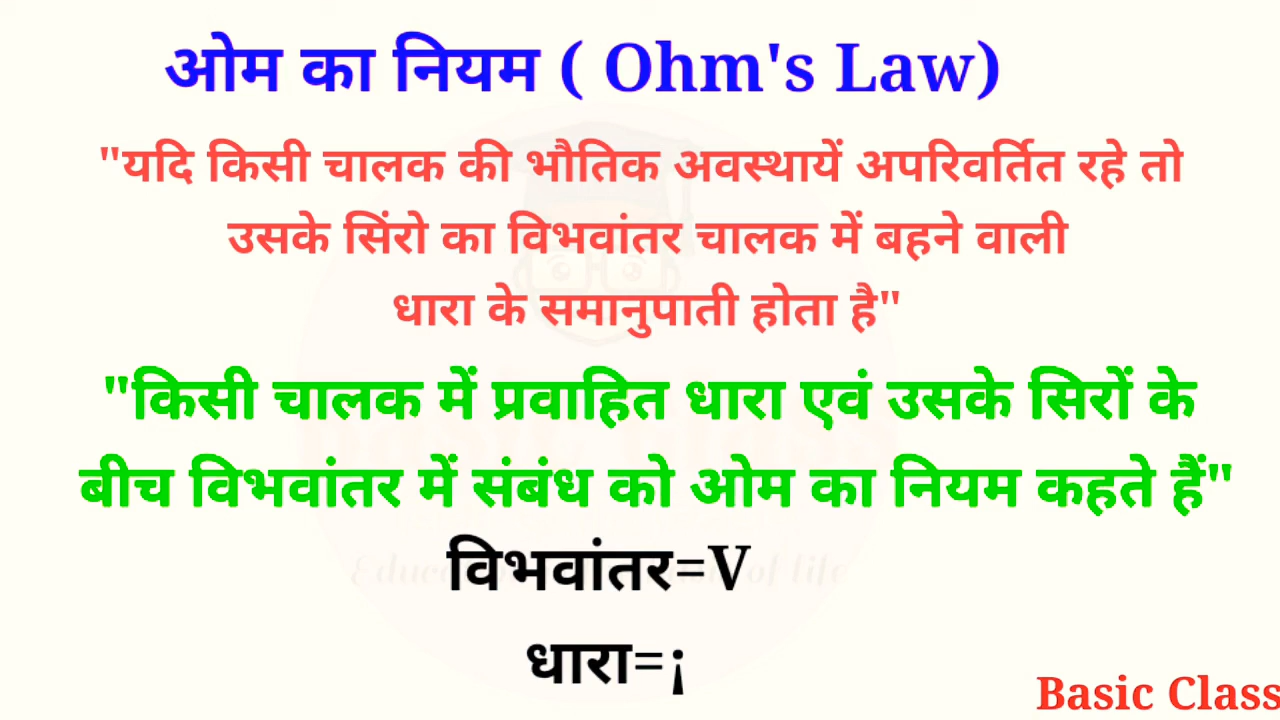 ओम का नियम ( Ohm's Law)
"यदि किसी चालक की भौतिक अवस्थायें अपरिवर्तित रहे तो
उसके सिंरो का विभवांतर चालक में बहने वाली
धारा के समानुपाती होता है"
"किसी चालक में प्रवाहित धारा एवं उसके सिरों के
बीच विभवांतर में संबंध को ओम का नियम कहते हैं"
विभवांतर=V
धारा=¡
Basic Class